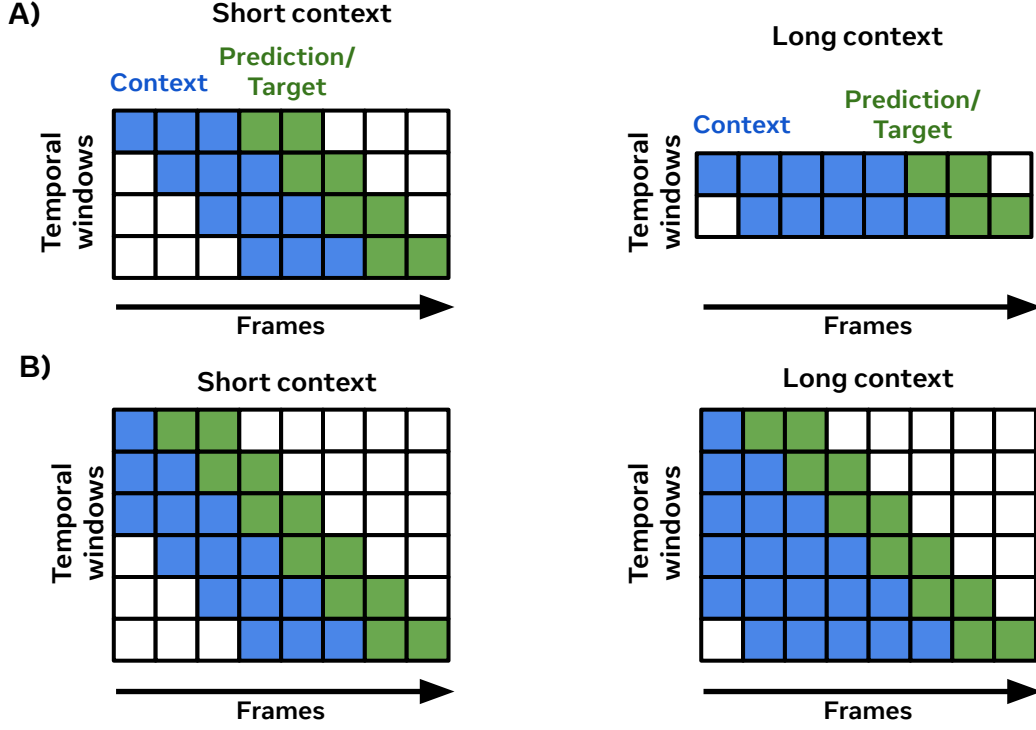 A)
Short context
Context
Prediction/
Target
Temporal
windows
Frames
Long context
Context
Prediction/
Target
Temporal
windows
Frames
B)
Short context
Temporal
windows
Frames
Long context
Temporal
windows
Frames